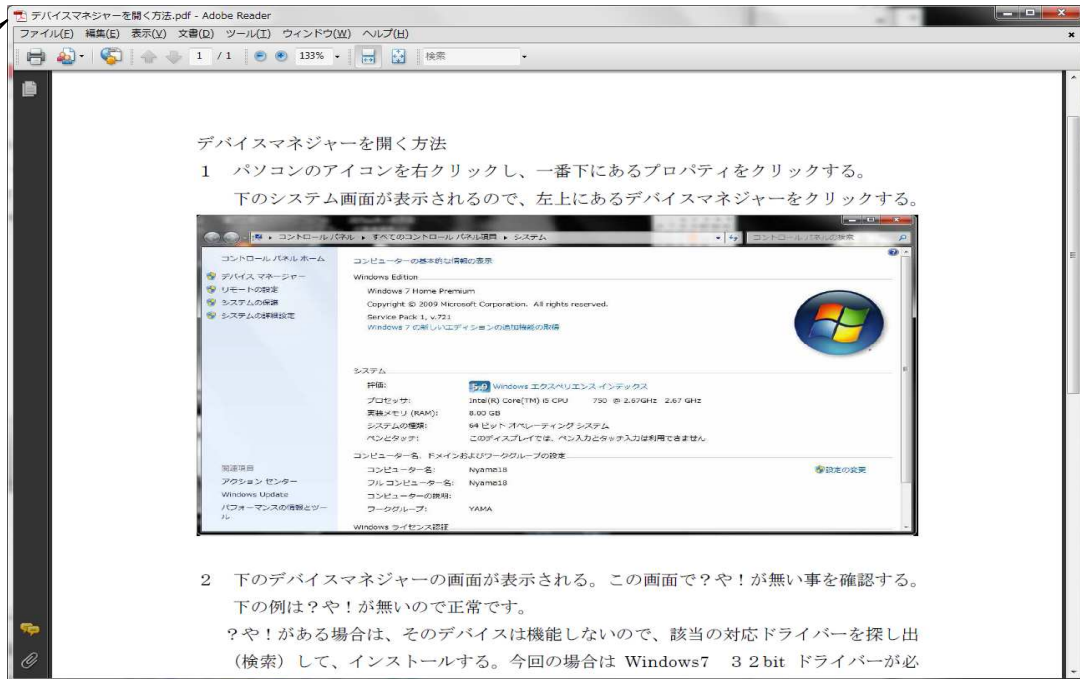 デバイスマネジャーを開く方法.pdf - Adobe Reader
ファイル(F) 編集(E) 表示(V) 文書(D) ツール(T) ウィンドウ(W) ヘルプ(H)
1 / 1 133% 検索
デバイスマネジャーを開く方法
1 パソコンのアイコンを右クリックし、一番下にあるプロパティをクリックする。
下のシステム画面が表示されるので、左上にあるデバイスマネジャーをクリックする。
コントロール パネル すべてのコントロール パネル項目 システム コントロール パネルの検索
コントロール パネル ホーム
デバイス マネージャー
リモートの設定
システムの保護
システムの詳細設定
コンピューターの基本的な情報の表示
Windows Edition
Windows 7 Home Premium
Copyright © 2009 Microsoft Corporation. All rights reserved.
Service Pack 1, v.721
Windows 7 の新しいエディションの追加機能の取得
システム
評価: 5.9 Windows エクスペリエンス インデックス
プロセッサ: Intel(R) Core(TM) i5 CPU 750 @ 2.67GHz 2.67 GHz
実装メモリ (RAM): 8.00 GB
システムの種類: 64 ビット オペレーティング システム
ペンとタッチ: このディスプレイでは、ペン入力とタッチ入力は利用できません
コンピューター名、ドメインおよびワークグループの設定
コンピューター名: Nyama18 設定の変更
フル コンピューター名: Nyama18
コンピューターの説明:
ワークグループ: YAMA
Windows ライセンス認証
関連項目
アクション センター
Windows Update
パフォーマンスの情報とツー
ル
2 下のデバイスマネジャーの画面が表示される。この画面で?や!が無い事を確認する。
下の例は?や!が無いので正常です。
?や!がある場合は、そのデバイスは機能しないので、該当の対応ドライバーを探し出
(検索)して、インストールする。今回の場合は Windows7 32bit ドライバーが必